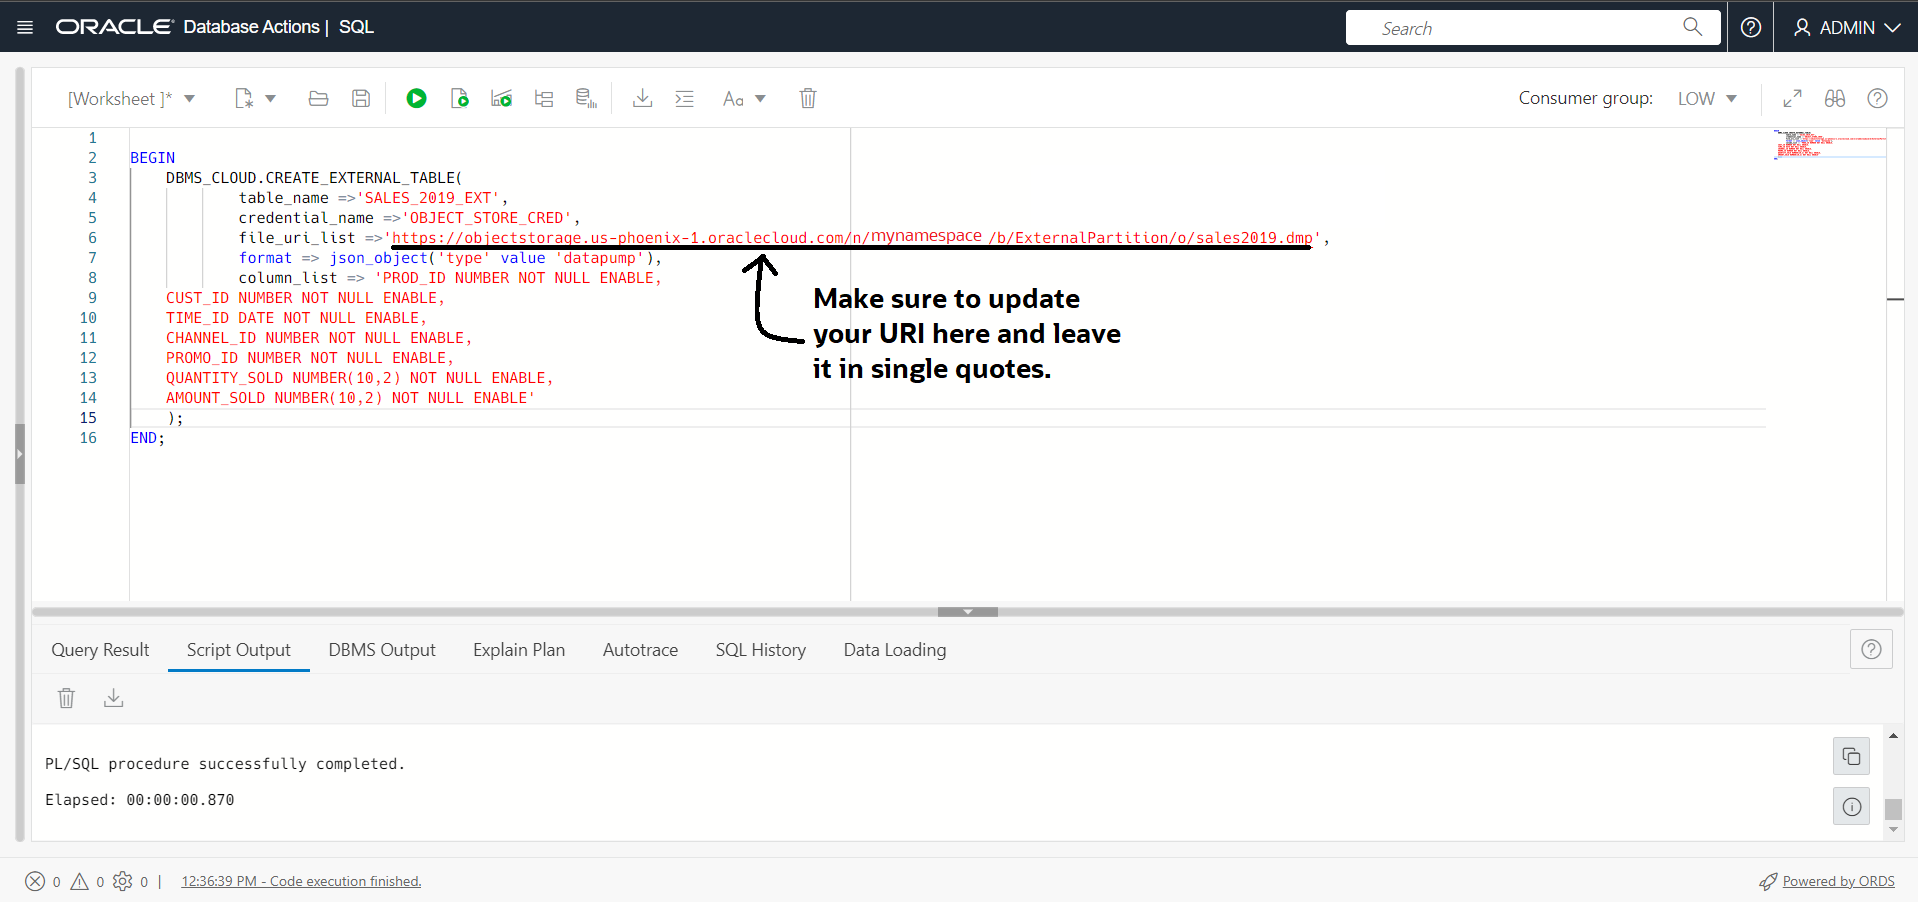 ORACLE Database Actions | SQL
Search
ADMIN
[Worksheet ]*
Aa
Consumer group: LOW
1
2 BEGIN
3 DBMS_CLOUD.CREATE_EXTERNAL_TABLE(
4 table_name =>'SALES_2019_EXT',
5 credential_name =>'OBJECT_STORE_CRED',
6 file_uri_list =>'https://objectstorage.us-phoenix-1.oraclecloud.com/n/mynamespace /b/ExternalPartition/o/sales2019.dmp',
7 format => json_object('type' value 'datapump'),
8 column_list => 'PROD_ID NUMBER NOT NULL ENABLE,
9 CUST_ID NUMBER NOT NULL ENABLE,
10 TIME_ID DATE NOT NULL ENABLE,
11 CHANNEL_ID NUMBER NOT NULL ENABLE,
12 PROMO_ID NUMBER NOT NULL ENABLE,
13 QUANTITY_SOLD NUMBER(10,2) NOT NULL ENABLE,
14 AMOUNT_SOLD NUMBER(10,2) NOT NULL ENABLE'
15 );
16 END;
Make sure to update
your URI here and leave
it in single quotes.
Query Result Script Output DBMS Output Explain Plan Autotrace SQL History Data Loading
PL/SQL procedure successfully completed.
Elapsed: 00:00:00.870
0 0 0 | 12:36:39 PM - Code execution finished.
Powered by ORDS